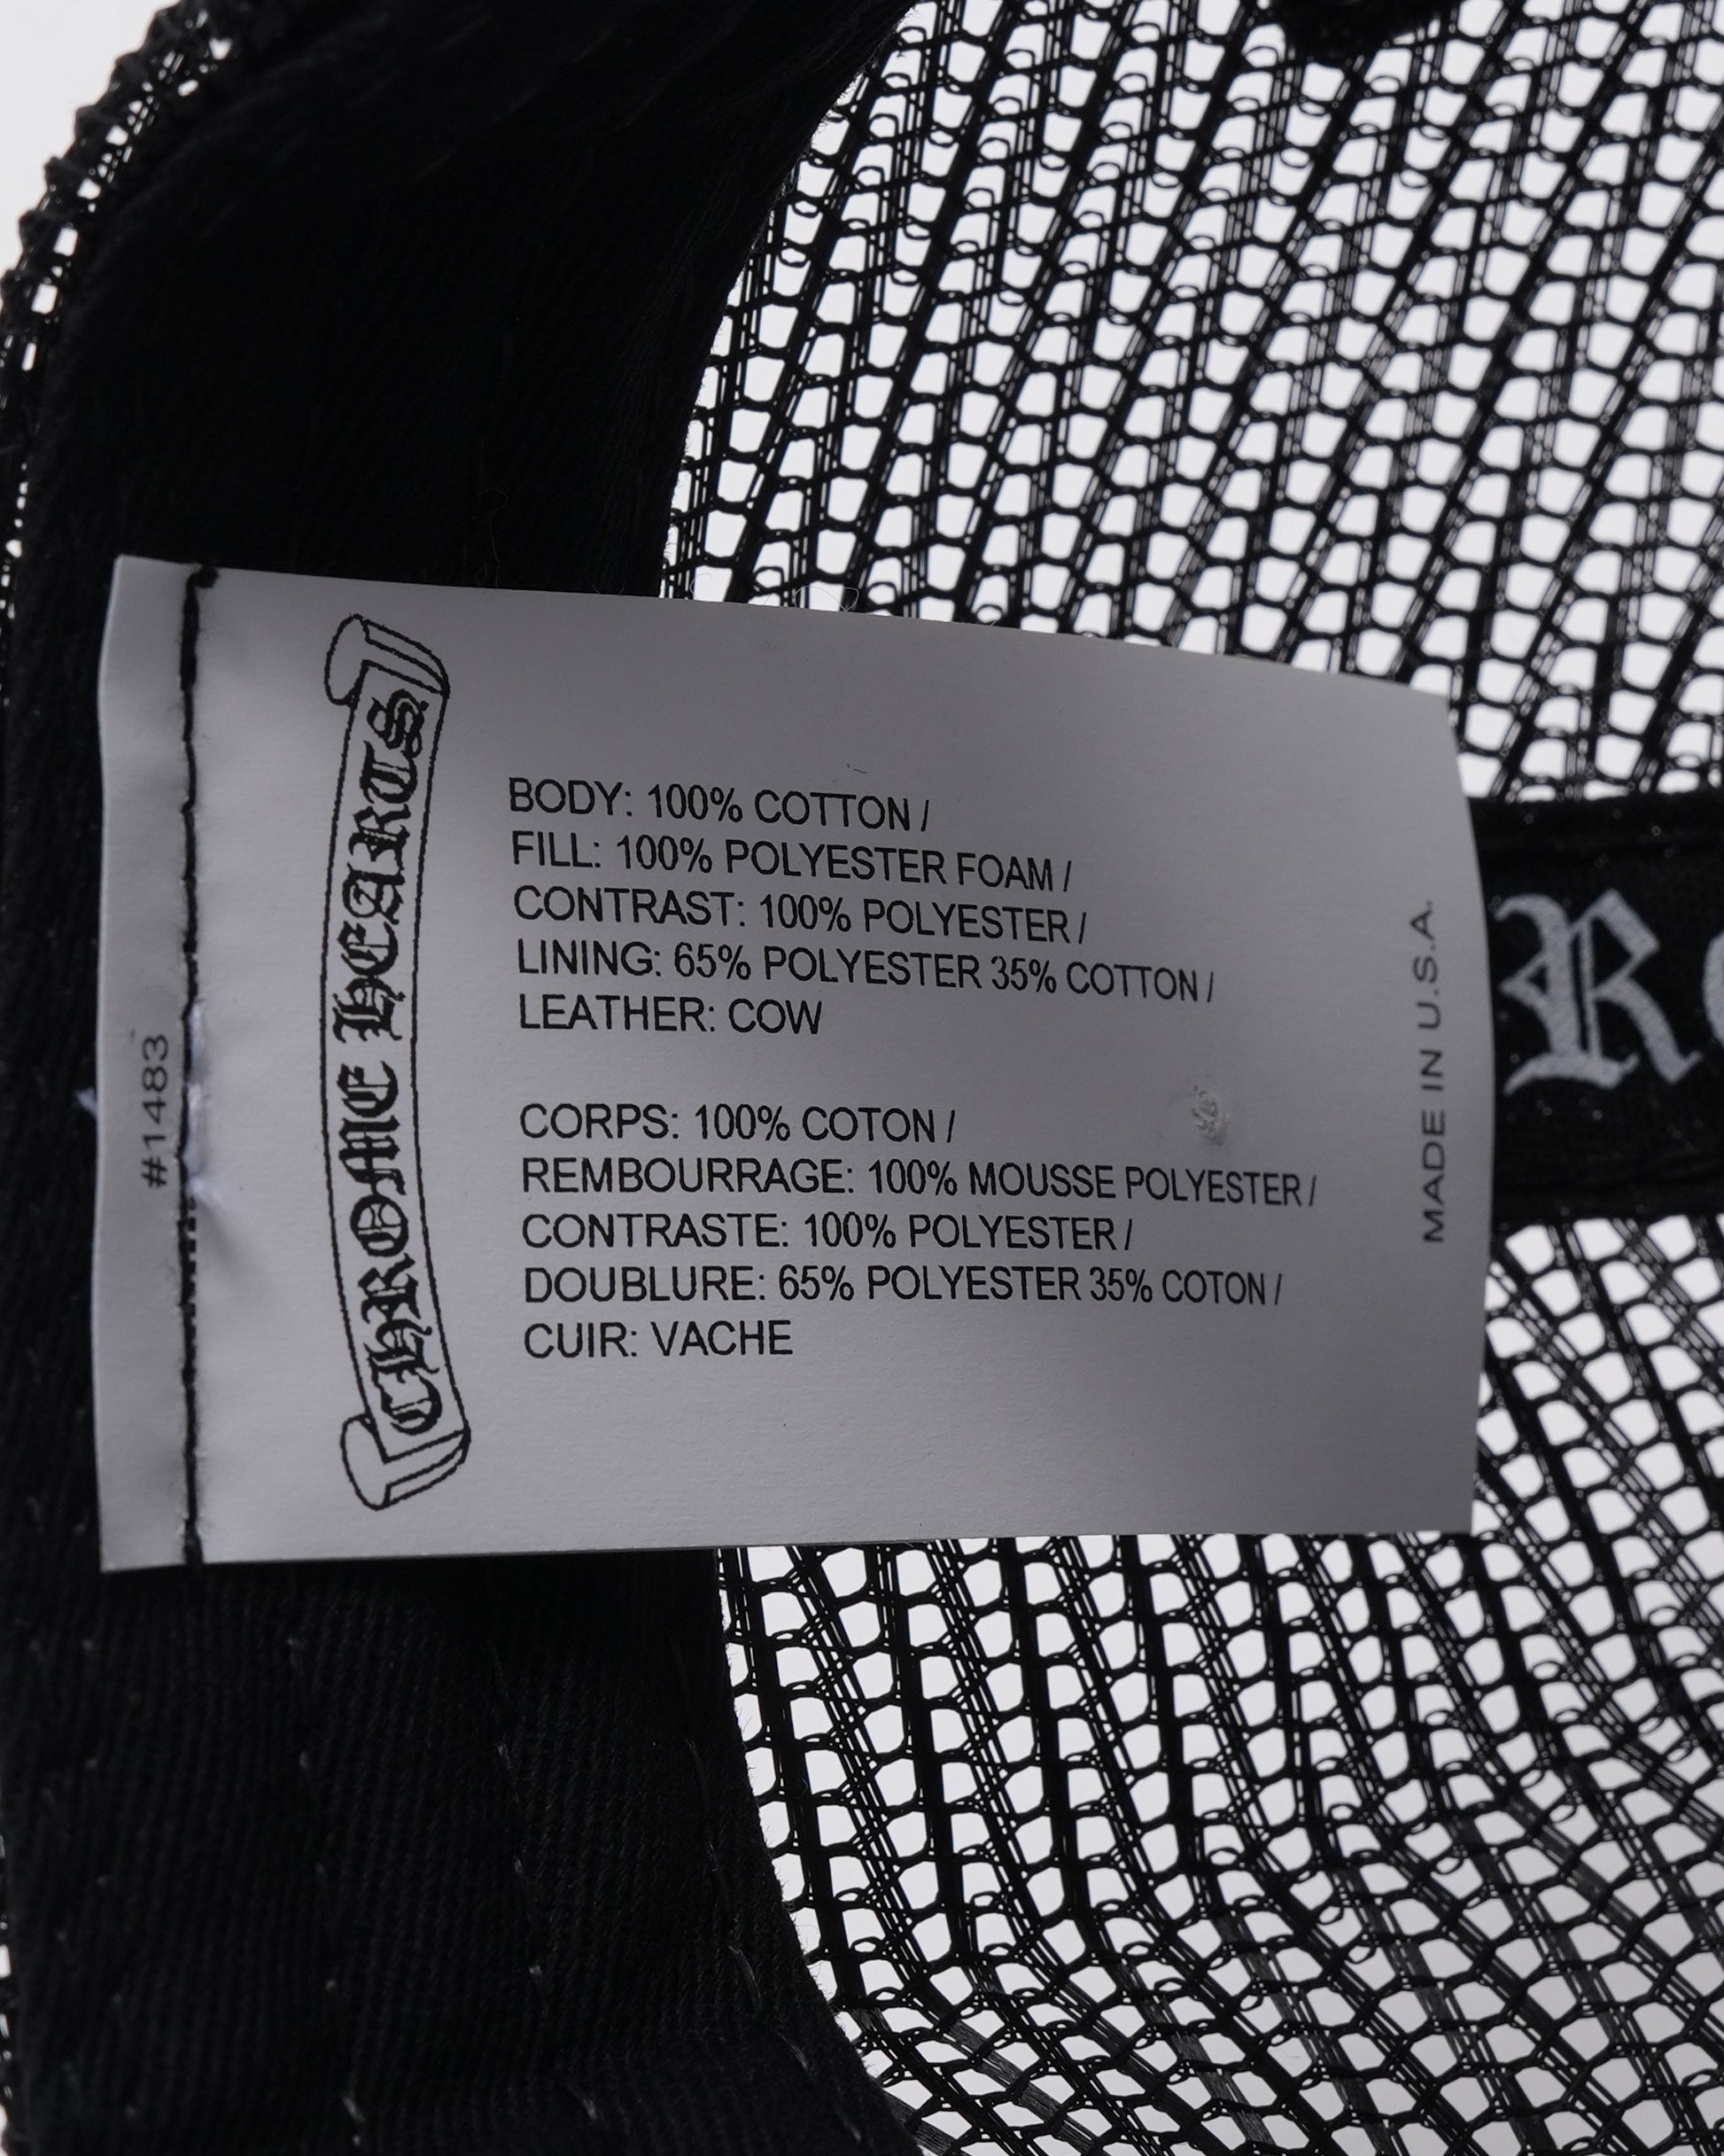 #1483
CHROME HEARTS
BODY: 100% COTTON /
FILL: 100% POLYESTER FOAM /
CONTRAST: 100% POLYESTER /
LINING: 65% POLYESTER 35% COTTON /
LEATHER: COW
CORPS: 100% COTON /
REMBOURRAGE: 100% MOUSSE POLYESTER /
CONTRASTE: 100% POLYESTER /
DOUBLURE: 65% POLYESTER 35% COTON /
CUIR: VACHE
MADE IN U.S.A.